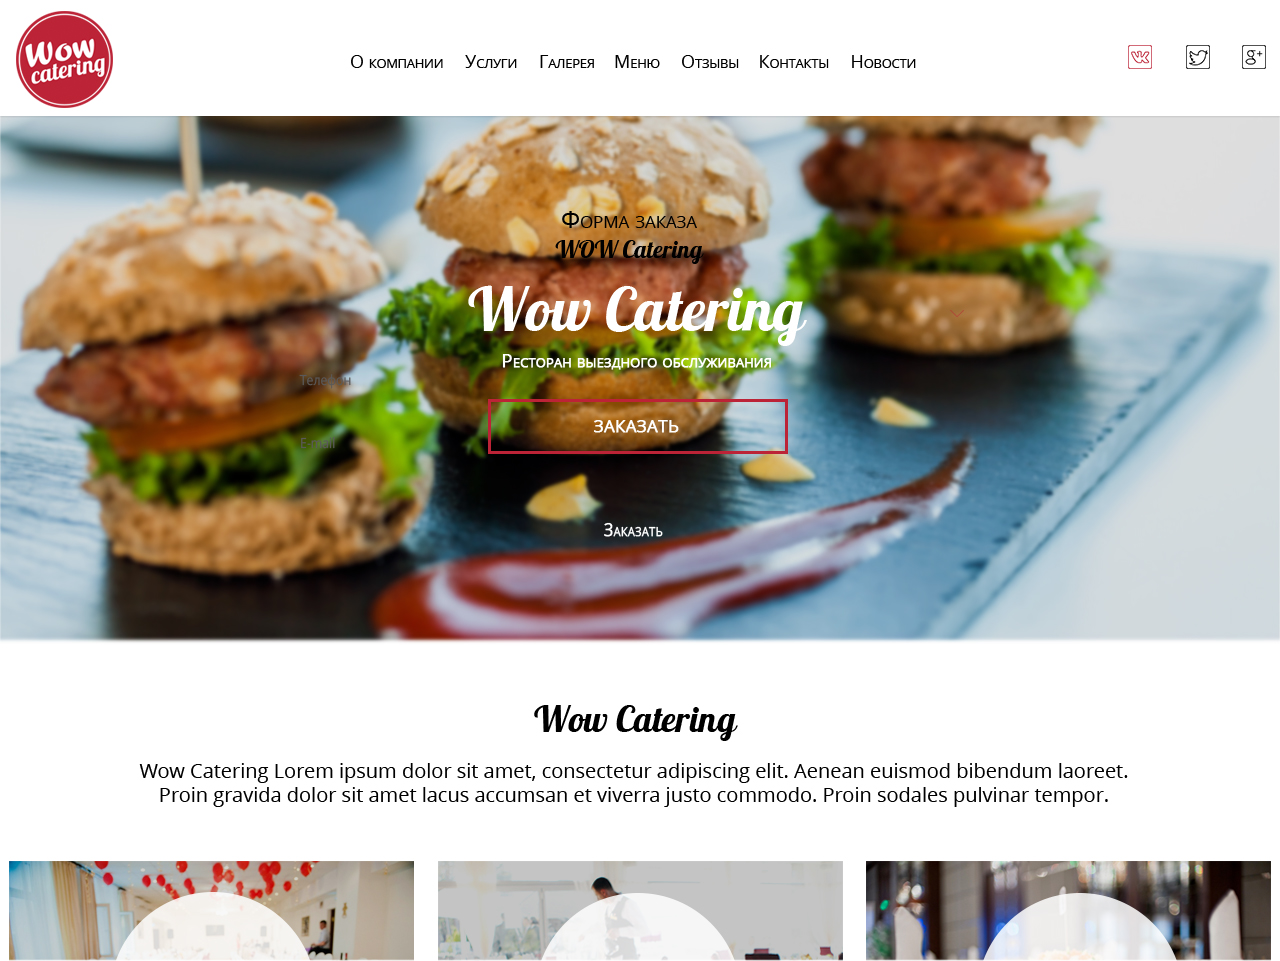 Wow
catering
О компании Услуги Галерея Меню Отзывы Контакты Новости
Форма заказа
WOW Catering
Wow Catering
Ресторан выездного обслуживания
Телефон
ЗАКАЗАТЬ
E-mail
Заказать
Wow Catering
Wow Catering Lorem ipsum dolor sit amet, consectetur adipiscing elit. Aenean euismod bibendum laoreet.
Proin gravida dolor sit amet lacus accumsan et viverra justo commodo. Proin sodales pulvinar tempor.